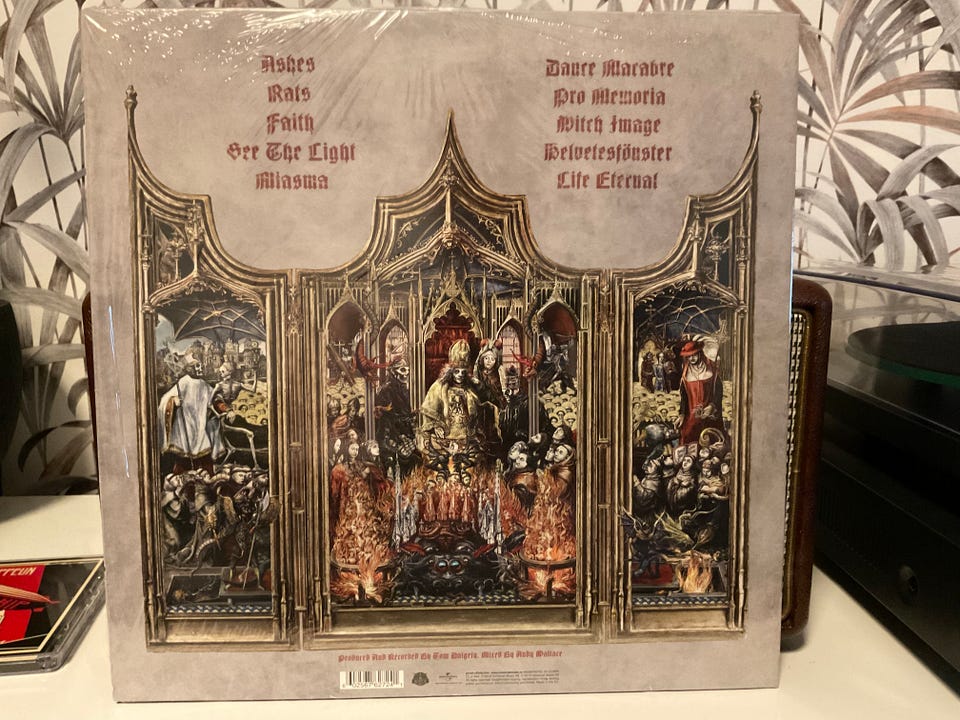 Ashes
Rats
Faith
See The Light
Miasma
Dance Macabre
Pro Memoria
Witch Image
Helvetesfönster
Life Eternal
Produced And Recorded By Tom Dalgety. Mixed By Andy Wallace